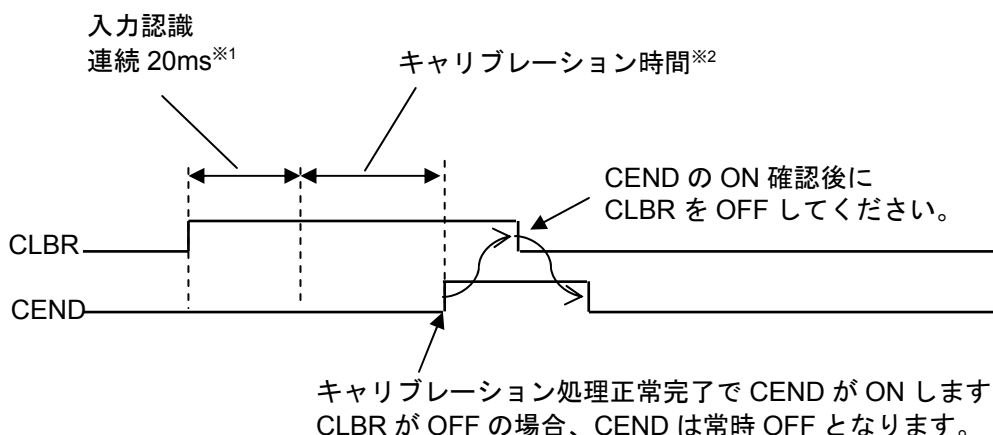 入力認識
連続 20ms※1
キャリブレーション時間※2
CEND の ON 確認後に
CLBR を OFF してください。
CLBR
CEND
キャリブレーション処理正常完了で CEND が ON します
CLBR が OFF の場合、CEND は常時 OFF となります。